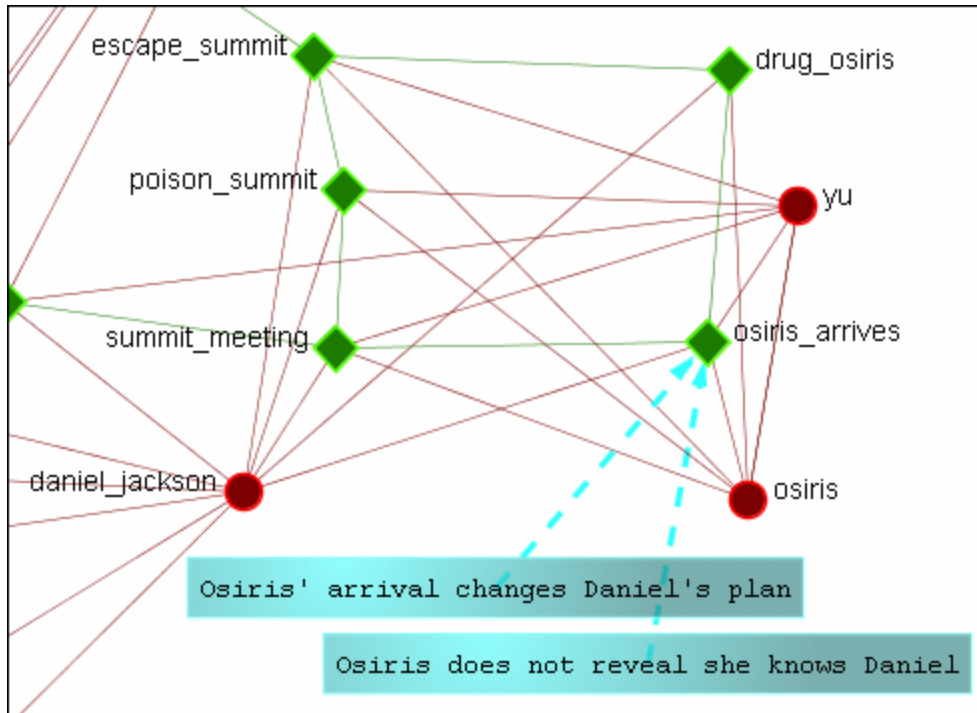 escape_summit
drug_osiris
poison_summit
yu
summit_meeting
osiris_arrives
daniel_jackson
osiris
Osiris' arrival changes Daniel's plan
Osiris does not reveal she knows Daniel